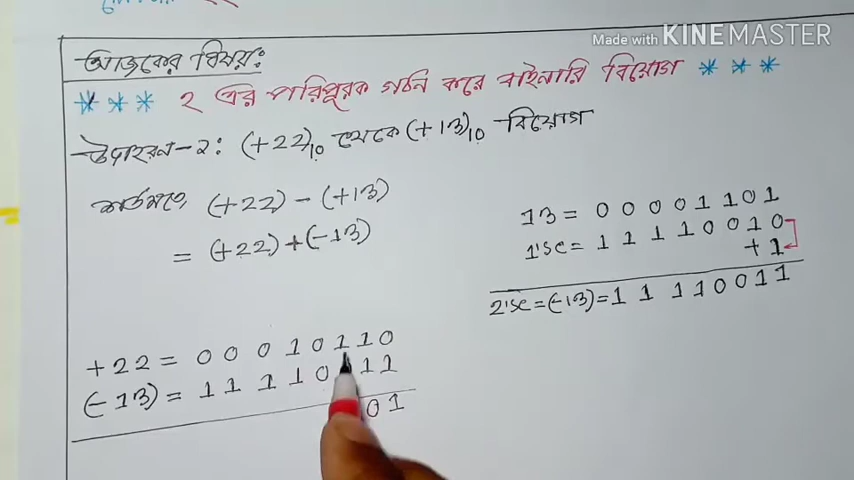 Made with KINEMASTER
আজকের বিষয়:
*** ২ এর পরিপূরক গঠন করে বাইনারি বিয়োগ ***
উদাহরন-২: (+22)10 থেকে (+13)10 বিয়োগ
শর্তমতে, (+22) - (+13)
= (+22) + (-13)
13 = 0 0 0 0 1 1 0 1
1'sc = 1 1 1 1 0 0 1 0
+ 1
2'sc = (-13) = 1 1 1 1 0 0 1 1
+22 = 0 0 0 1 0 1 1 0
(-13) = 1 1 1 1 0 1 1
0 1